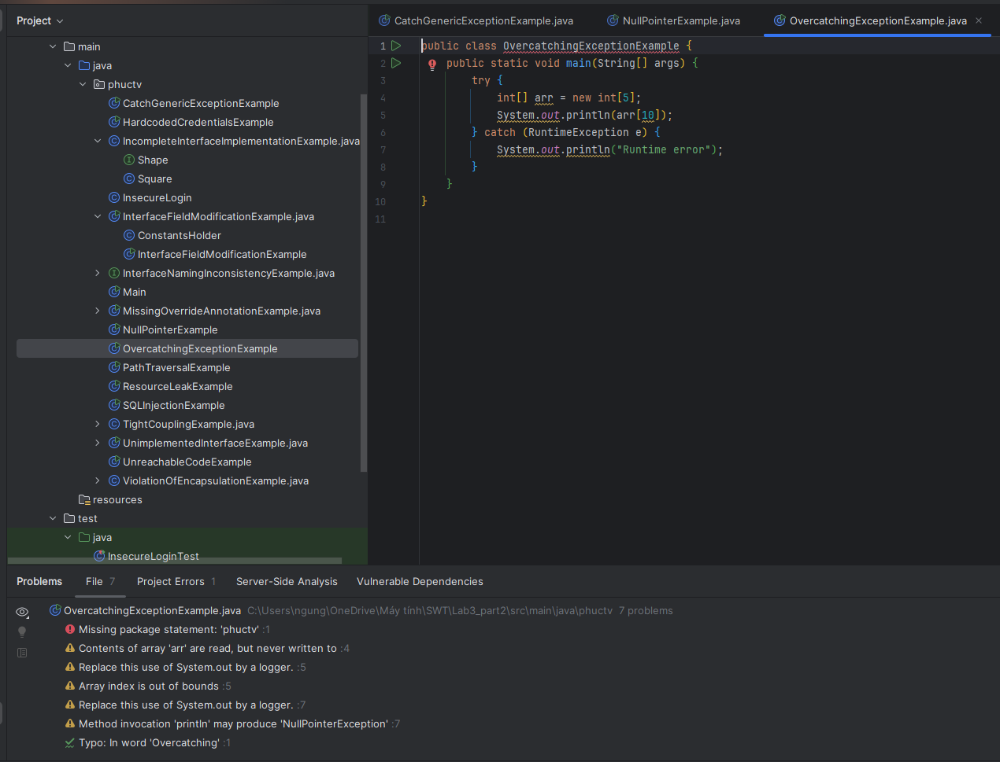 Project
main
java
phuctv
CatchGenericExceptionExample
HardcodedCredentialsExample
IncompleteInterfaceImplementationExample.java
Shape
Square
InsecureLogin
InterfaceFieldModificationExample.java
ConstantsHolder
InterfaceFieldModificationExample
InterfaceNamingInconsistencyExample.java
Main
MissingOverrideAnnotationExample.java
NullPointerExample
OvercatchingExceptionExample
PathTraversalExample
ResourceLeakExample
SQLInjectionExample
TightCouplingExample.java
UnimplementedInterfaceExample.java
UnreachableCodeExample
ViolationOfEncapsulationExample.java
resources
test
java
InsecureLoginTest
CatchGenericExceptionExample.java NullPointerExample.java OvercatchingExceptionExample.java
1 public class OvercatchingExceptionExample {
2 public static void main(String[] args) {
3 try {
4 int[] arr = new int[5];
5 System.out.println(arr[10]);
6 } catch (RuntimeException e) {
7 System.out.println("Runtime error");
8 }
9 }
10 }
11
Problems File 7 Project Errors 1 Server-Side Analysis Vulnerable Dependencies
OvercatchingExceptionExample.java C:\Users\ngung\OneDrive\Máy tính\SWT\Lab3_part2\src\main\java\phuctv 7 problems
Missing package statement: 'phuctv' :1
Contents of array 'arr' are read, but never written to :4
Replace this use of System.out by a logger. :5
Array index is out of bounds :5
Replace this use of System.out by a logger. :7
Method invocation 'println' may produce 'NullPointerException' :7
Typo: In word 'Overcatching' :1